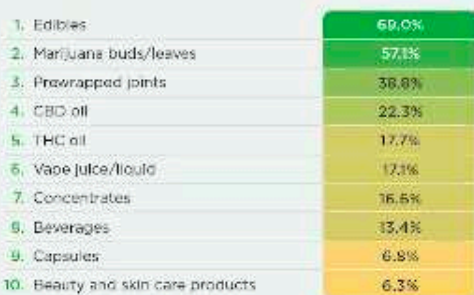 1. Edibles 69.0%
2. Marijuana buds/leaves 57.1%
3. Prewrapped joints 38.8%
4. CBD oil 22.3%
5. THC oil 17.7%
6. Vape juice/liquid 17.1%
7. Concentrates 16.6%
8. Beverages 13.4%
9. Capsules 6.8%
10. Beauty and skin care products 6.3%